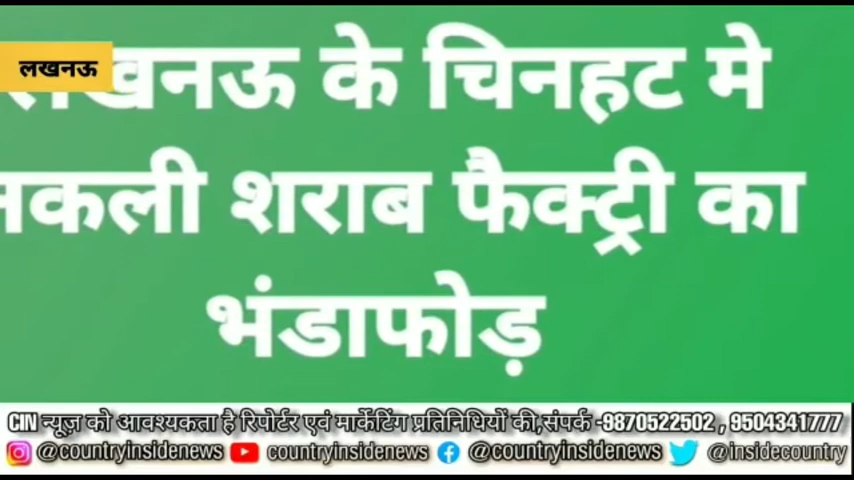 लखनऊ
लखनऊ के चिनहट मे
नकली शराब फैक्ट्री का
भंडाफोड़
CIN न्यूज़ को आवश्यकता है रिपोर्टर एवं मार्केटिंग प्रतिनिधियों की,संपर्क -9870522502 , 9504341777
@countryinsidenews countryinsidenews @countryinsidenews @insidecountry